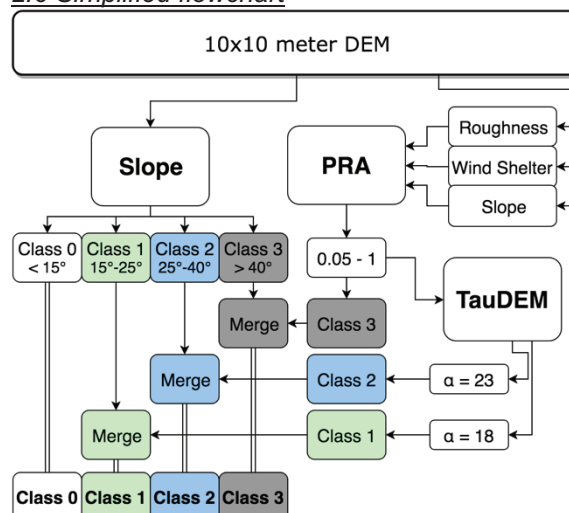 2.0 Simplified flowchart
10x10 meter DEM
Slope
PRA
Roughness
Wind Shelter
Slope
Class 0
< 15°
Class 1
15°-25°
Class 2
25°-40°
Class 3
> 40°
0.05 - 1
TauDEM
Merge
Class 3
Merge
Class 2
α = 23
Merge
Class 1
α = 18
Class 0
Class 1
Class 2
Class 3